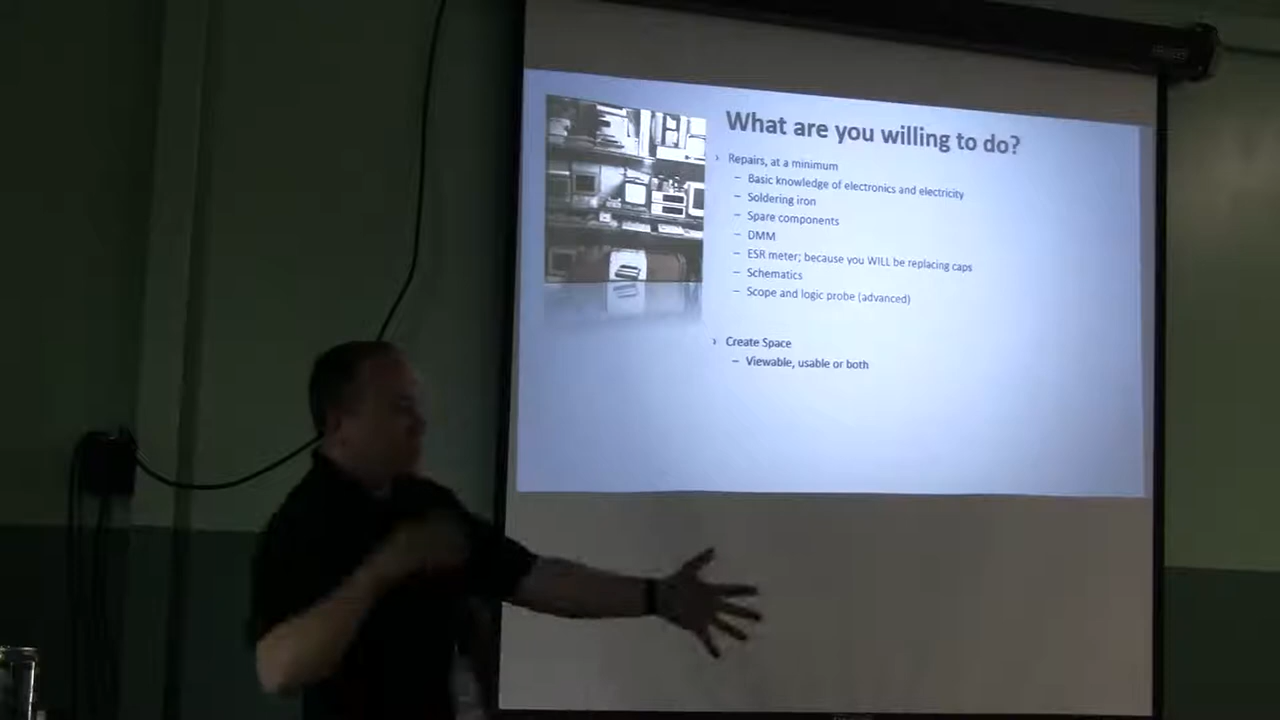 What are you willing to do?
› Repairs, at a minimum
– Basic knowledge of electronics and electricity
– Soldering iron
– Spare components
– DMM
– ESR meter; because you WILL be replacing caps
– Schematics
– Scope and logic probe (advanced)
› Create Space
– Viewable, usable or both